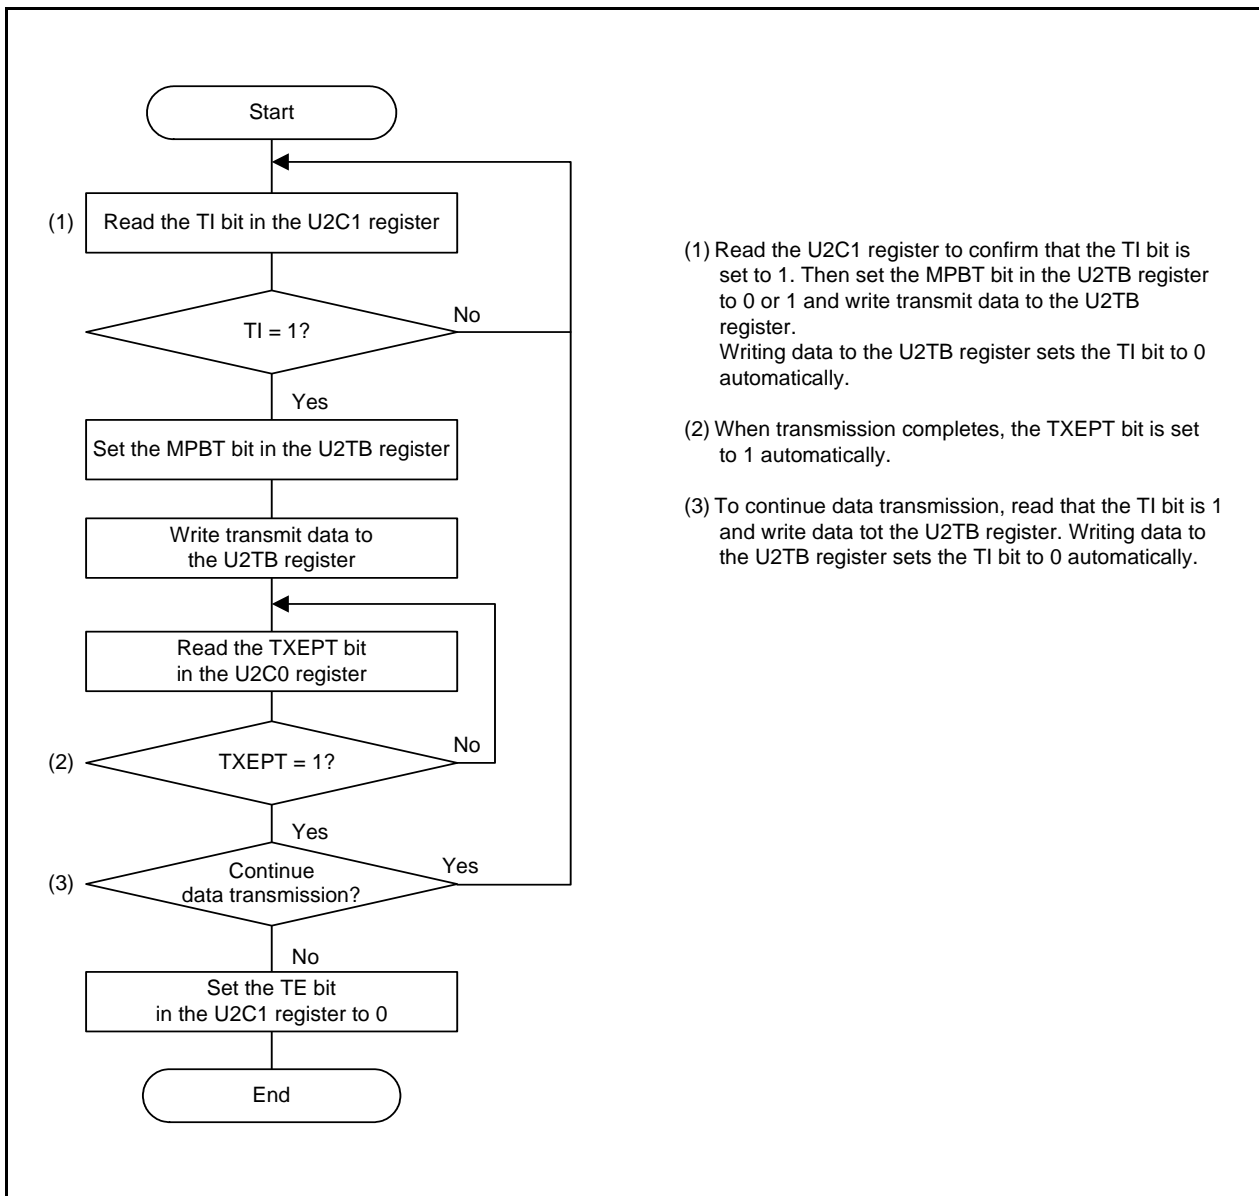 Start
(1)
Read the TI bit in the U2C1 register
TI = 1?
No
Yes
Set the MPBT bit in the U2TB register
Write transmit data to
the U2TB register
Read the TXEPT bit
in the U2C0 register
(2)
TXEPT = 1?
No
Yes
(3)
Continue
data transmission?
Yes
No
Set the TE bit
in the U2C1 register to 0
End
(1) Read the U2C1 register to confirm that the TI bit is
set to 1. Then set the MPBT bit in the U2TB register
to 0 or 1 and write transmit data to the U2TB
register.
Writing data to the U2TB register sets the TI bit to 0
automatically.
(2) When transmission completes, the TXEPT bit is set
to 1 automatically.
(3) To continue data transmission, read that the TI bit is 1
and write data tot the U2TB register. Writing data to
the U2TB register sets the TI bit to 0 automatically.